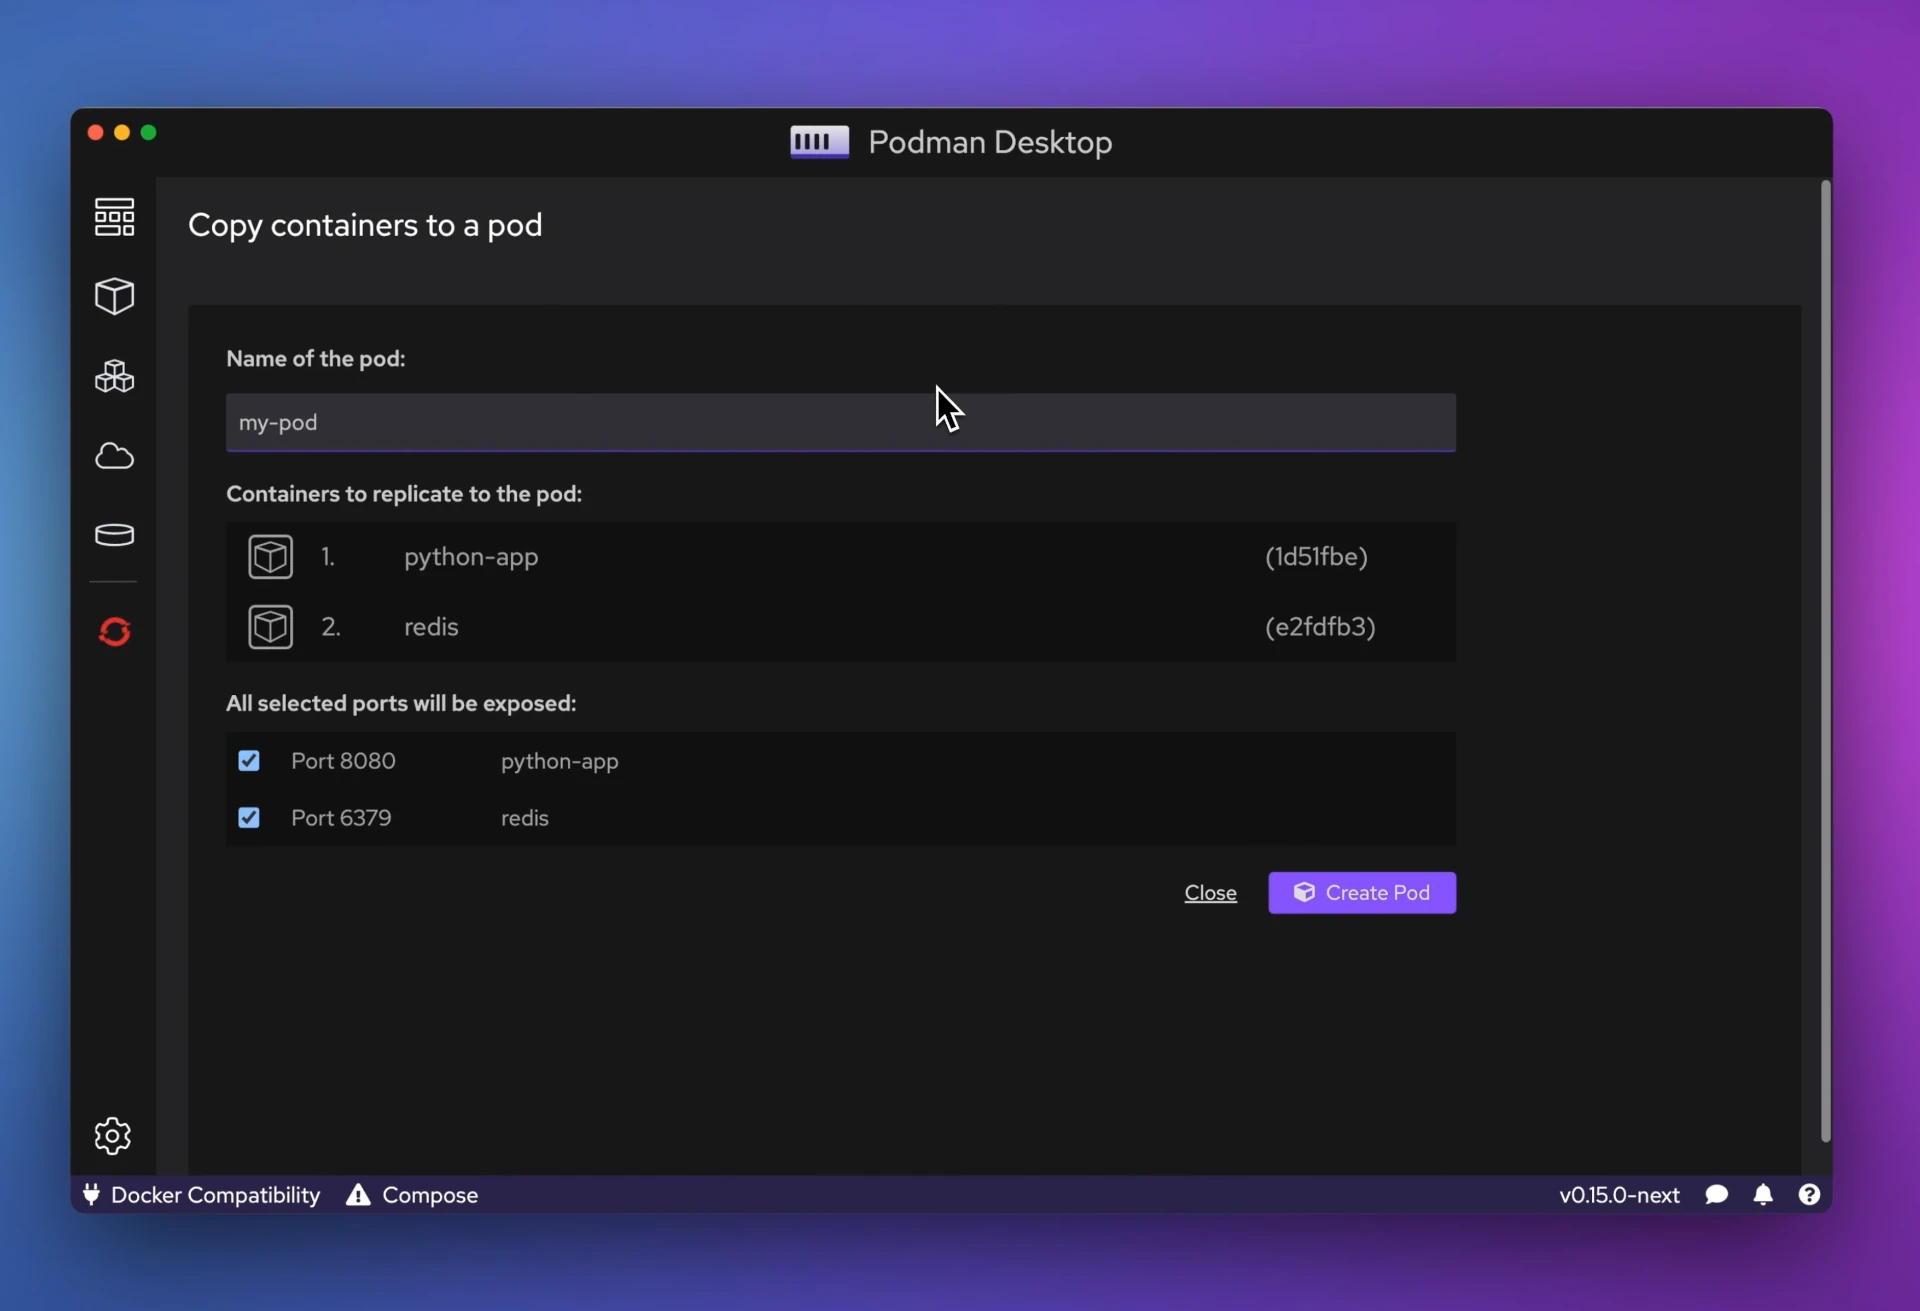 Podman Desktop
Copy containers to a pod
Name of the pod:
my-pod
Containers to replicate to the pod:
1. python-app (1d51fbe)
2. redis (e2fdfb3)
All selected ports will be exposed:
Port 8080 python-app
Port 6379 redis
Close Create Pod
Docker Compatibility Compose v0.15.0-next